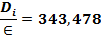 Dᵢ/∈ = 343,478